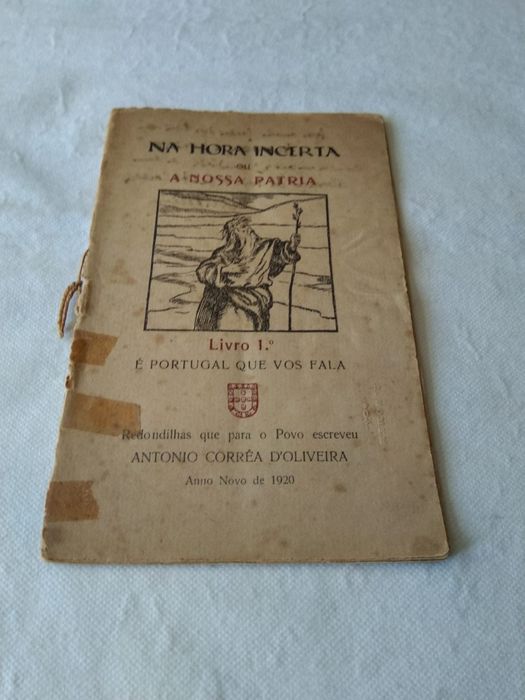 NA HORA INCERTA
OU
A NOSSA PATRIA
Livro 1.º
É PORTUGAL QUE VOS FALA
Redondilhas que para o Povo escreveu
ANTONIO CORRÊA D'OLIVEIRA
Anno Novo de 1920